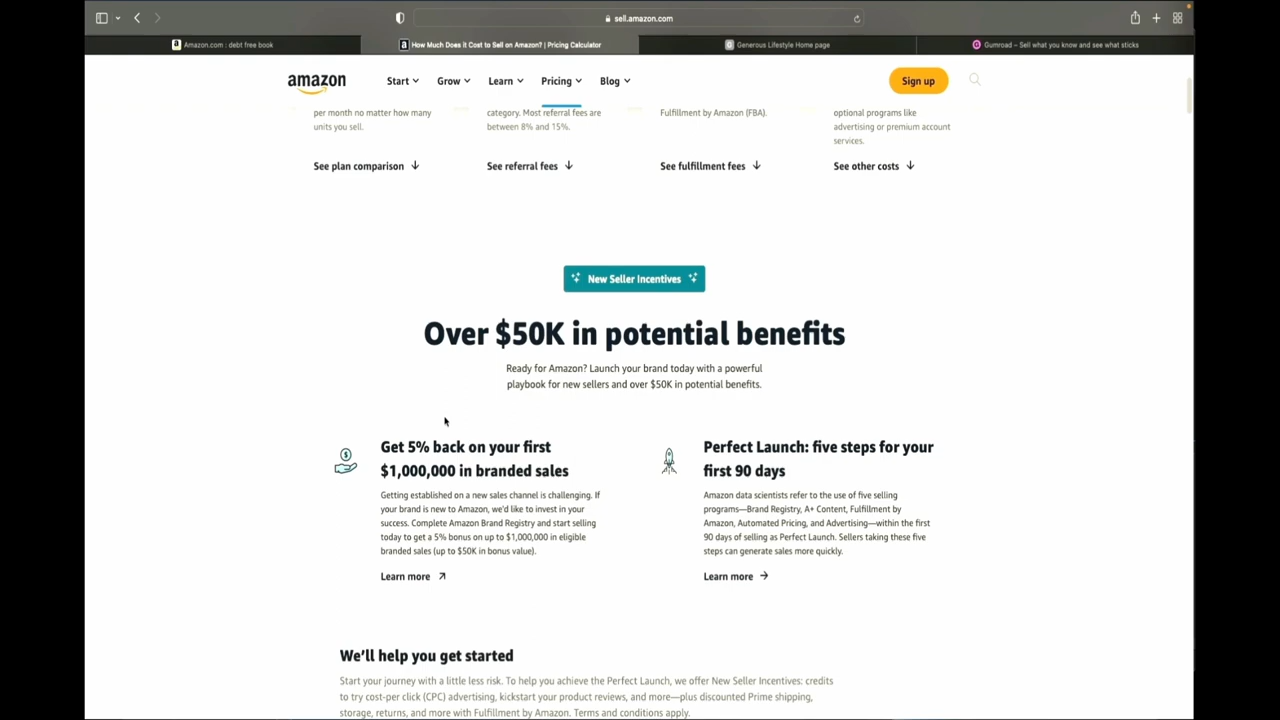 sell.amazon.com
Amazon.com : debt free book
How Much Does it Cost to Sell on Amazon? | Pricing Calculator
Generous Lifestyle Home page
Gumroad – Sell what you know and see what sticks
amazon
Start
Grow
Learn
Pricing
Blog
Sign up
per month no matter how many
units you sell.
category. Most referral fees are
between 8% and 15%.
Fulfillment by Amazon (FBA).
optional programs like
advertising or premium account
services.
See plan comparison ↓
See referral fees ↓
See fulfillment fees ↓
See other costs ↓
New Seller Incentives
Over $50K in potential benefits
Ready for Amazon? Launch your brand today with a powerful
playbook for new sellers and over $50K in potential benefits.
Get 5% back on your first
$1,000,000 in branded sales
Getting established on a new sales channel is challenging. If
your brand is new to Amazon, we'd like to invest in your
success. Complete Amazon Brand Registry and start selling
today to get a 5% bonus on up to $1,000,000 in eligible
branded sales (up to $50K in bonus value).
Learn more ↗
Perfect Launch: five steps for your
first 90 days
Amazon data scientists refer to the use of five selling
programs—Brand Registry, A+ Content, Fulfillment by
Amazon, Automated Pricing, and Advertising—within the first
90 days of selling as Perfect Launch. Sellers taking these five
steps can generate sales more quickly.
Learn more →
We'll help you get started
Start your journey with a little less risk. To help you achieve the Perfect Launch, we offer New Seller Incentives: credits
to try cost-per click (CPC) advertising, kickstart your product reviews, and more—plus discounted Prime shipping,
storage, returns, and more with Fulfillment by Amazon. Terms and conditions apply.